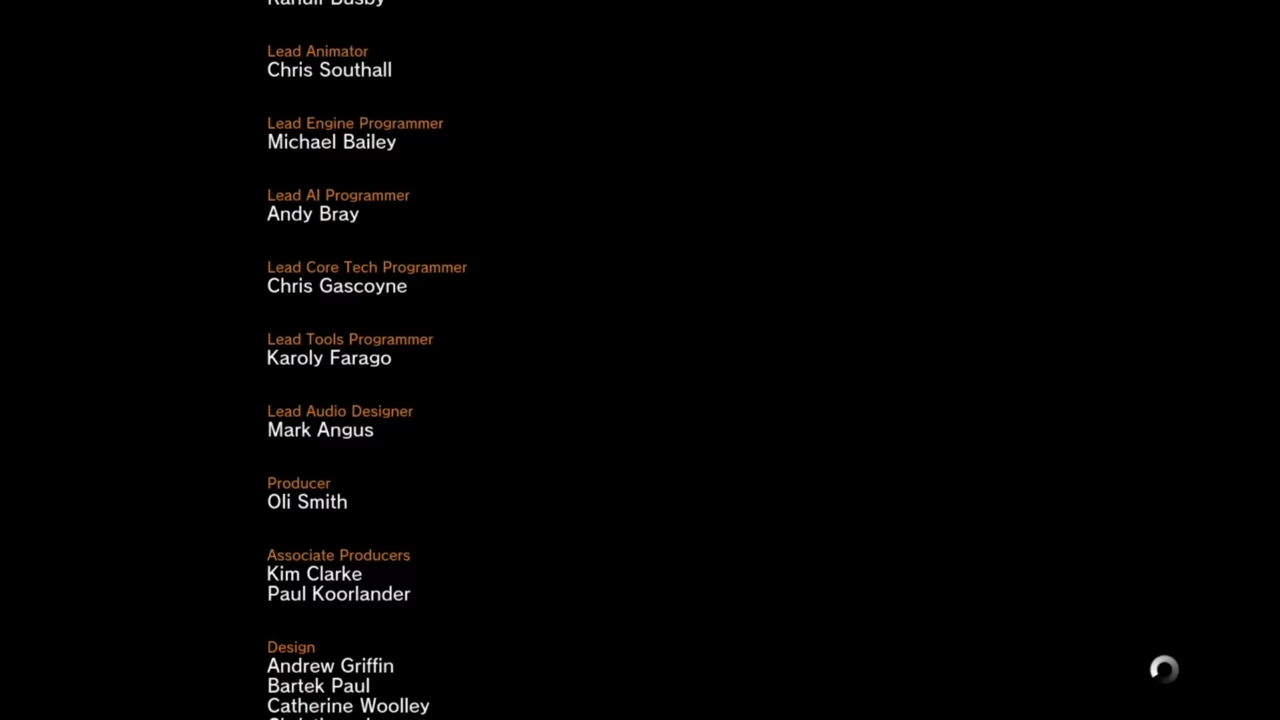 Lead Animator
Chris Southall
Lead Engine Programmer
Michael Bailey
Lead AI Programmer
Andy Bray
Lead Core Tech Programmer
Chris Gascoyne
Lead Tools Programmer
Karoly Farago
Lead Audio Designer
Mark Angus
Producer
Oli Smith
Associate Producers
Kim Clarke
Paul Koorlander
Design
Andrew Griffin
Bartek Paul
Catherine Woolley